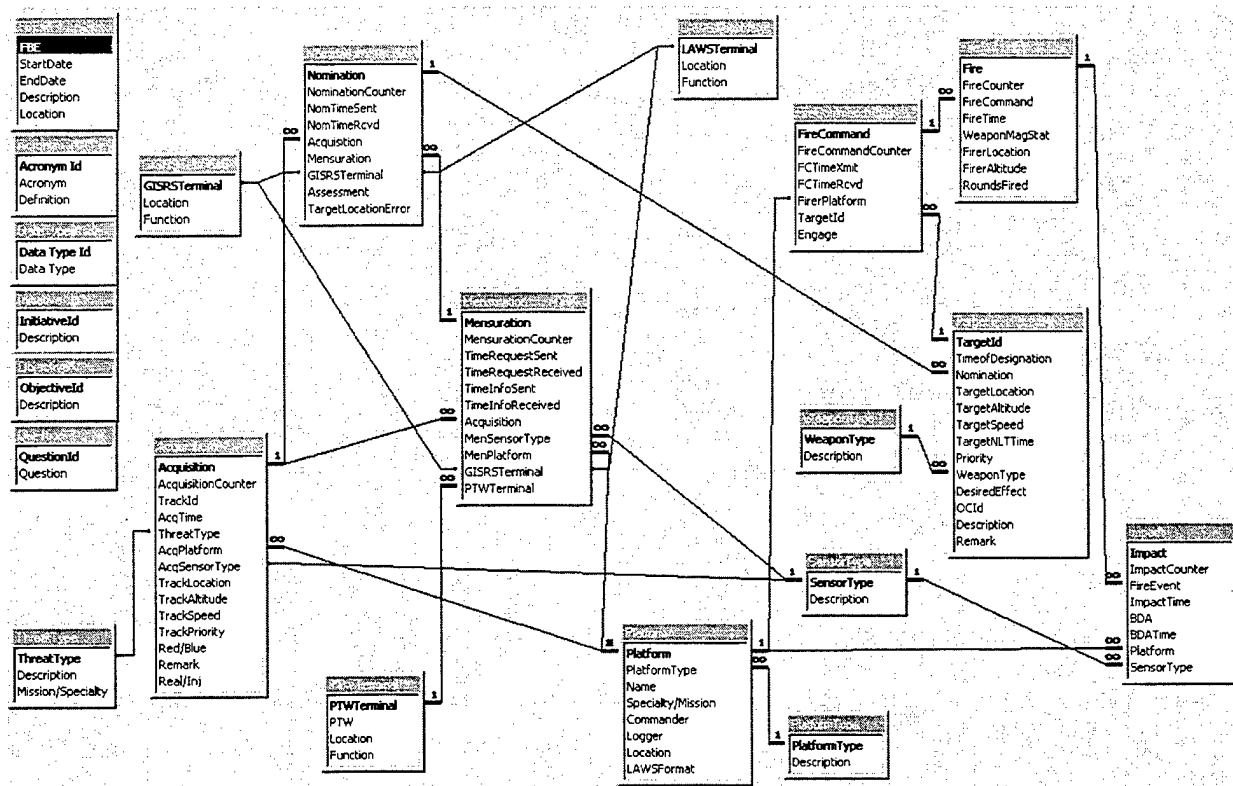 FBE
StartDate
EndDate
Description
Location
Acronym Id
Acronym
Definition
Data Type Id
Data Type
InitiativeId
Description
ObjectiveId
Description
QuestionId
Question
GISRSTerminal
Location
Function
Nomination
NominationCounter
NomTimeSent
NomTimeRcvd
Acquistion
Mensuration
GISRSTerminal
Assessment
TargetLocationError
LAWSTerminal
Location
Function
FireCommand
FireCommandCounter
FCTimeXmt
FCTimeRcvd
FirerPlatform
TargetId
Engage
Fire
FireCounter
FireCommand
FireTime
WeaponMagStat
FirerLocation
FirerAltitude
RoundsFired
Mensuration
MensurationCounter
TimeRequestSent
TimeRequestReceived
TimeInfoSent
TimeInfoReceived
Acquisition
MenSensorType
MenPlatform
GISRSTerminal
PTWTerminal
TargetId
TimeofDesignation
Nomination
TargetLocation
TargetAltitude
TargetSpeed
TargetNLTTime
Priority
WeaponType
DesiredEffect
OCId
Description
Remark
WeaponType
Description
Acquisition
AcquisitionCounter
TrackId
AcqTime
ThreatType
AcqPlatform
AcqSensorType
TrackLocation
TrackAltitude
TrackSpeed
TrackPriority
Red/Blue
Remark
Real/Inj
ThreatType
Description
Mission/Specialty
PTWTerminal
PTW
Location
Function
Platform
PlatformType
Name
Specialty/Mission
Commander
Logger
Location
LAWSFormat
SensorType
Description
PlatformType
Description
Impact
ImpactCounter
FireEvent
ImpactTime
BDA
BDATime
Platform
SensorType